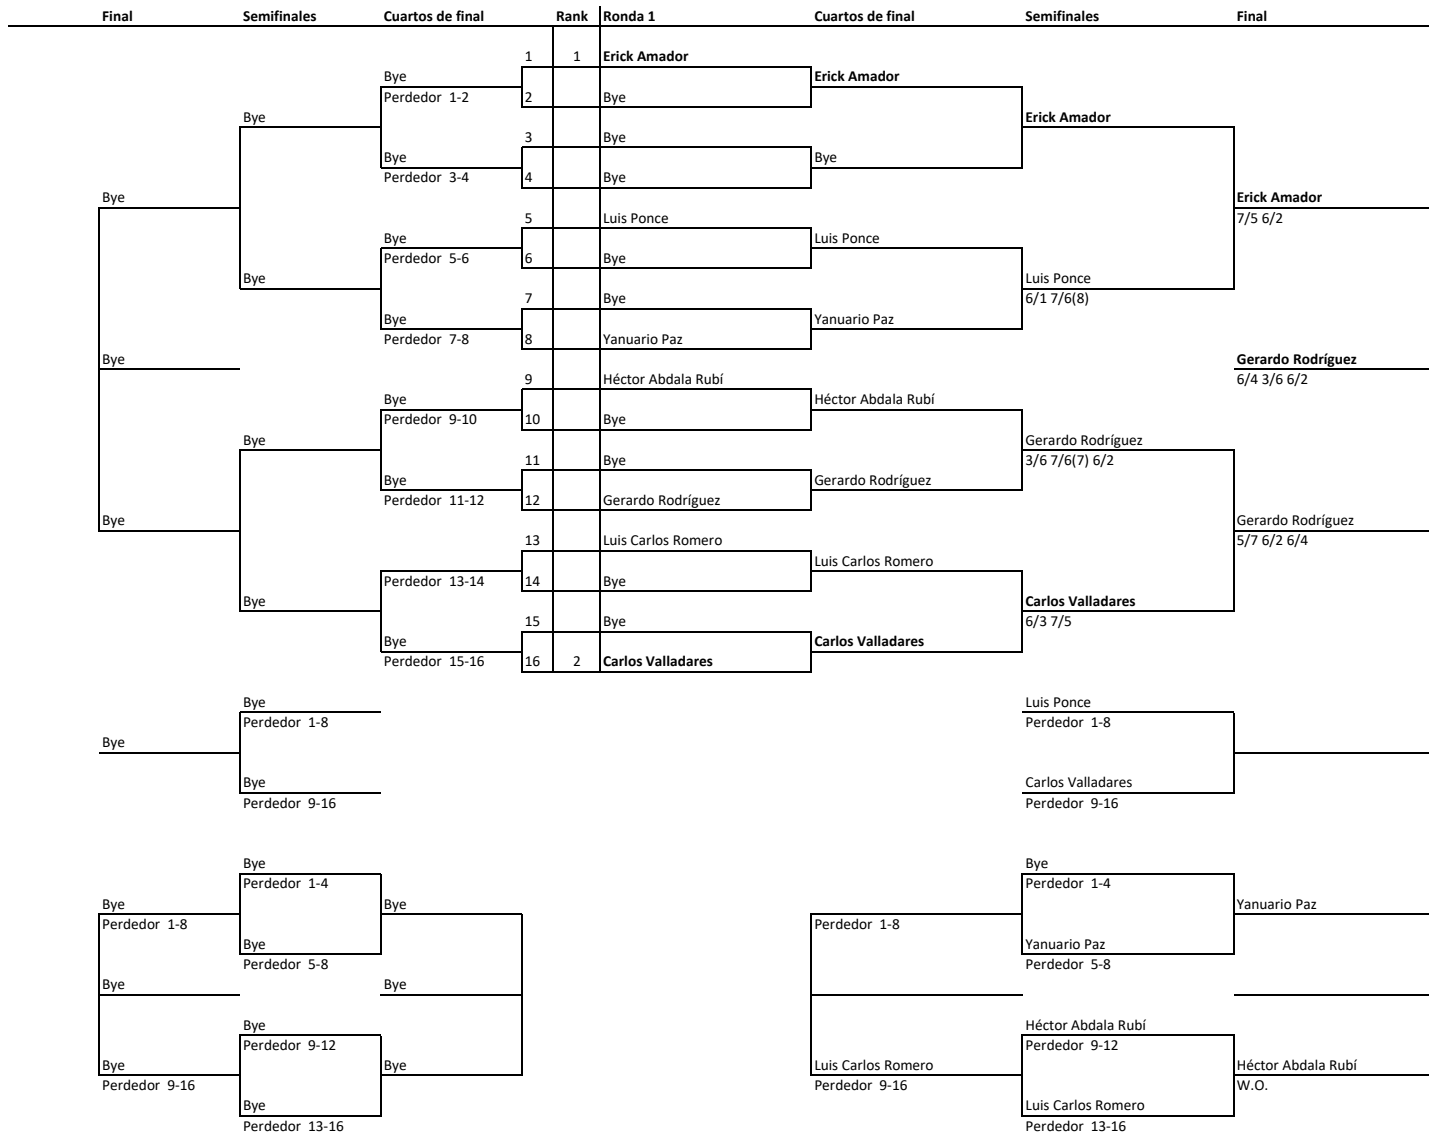 Final Semifinales Cuartos de final Rank Ronda 1 Cuartos de final Semifinales Final
1 1 Erick Amador
Bye Erick Amador
Perdedor 1-2 2 Bye
Bye Erick Amador
3 Bye
Bye Bye
Perdedor 3-4 4 Bye
Bye Erick Amador
5 Luis Ponce 7/5 6/2
Bye Luis Ponce
Perdedor 5-6 6 Bye
Bye Luis Ponce
7 Bye 6/1 7/6(8)
Bye Yanuario Paz
Perdedor 7-8 8 Yanuario Paz
Bye Gerardo Rodríguez
9 Héctor Abdala Rubí 6/4 3/6 6/2
Bye Héctor Abdala Rubí
Perdedor 9-10 10 Bye
Bye Gerardo Rodríguez
11 Bye 3/6 7/6(7) 6/2
Bye Gerardo Rodríguez
Perdedor 11-12 12 Gerardo Rodríguez
Bye Gerardo Rodríguez
13 Luis Carlos Romero 5/7 6/2 6/4
Luis Carlos Romero
Perdedor 13-14 14 Bye
Bye Carlos Valladares
15 Bye 6/3 7/5
Bye Carlos Valladares
Perdedor 15-16 16 2 Carlos Valladares
Bye Luis Ponce
Perdedor 1-8 Perdedor 1-8
Bye
Bye Carlos Valladares
Perdedor 9-16 Perdedor 9-16
Bye Bye
Perdedor 1-4 Perdedor 1-4
Bye Bye Yanuario Paz
Perdedor 1-8 Perdedor 1-8
Bye Yanuario Paz
Perdedor 5-8 Perdedor 5-8
Bye Bye
Bye Héctor Abdala Rubí
Perdedor 9-12 Perdedor 9-12
Bye Bye Luis Carlos Romero Héctor Abdala Rubí
Perdedor 9-16 Perdedor 9-16 W.O.
Bye Luis Carlos Romero
Perdedor 13-16 Perdedor 13-16